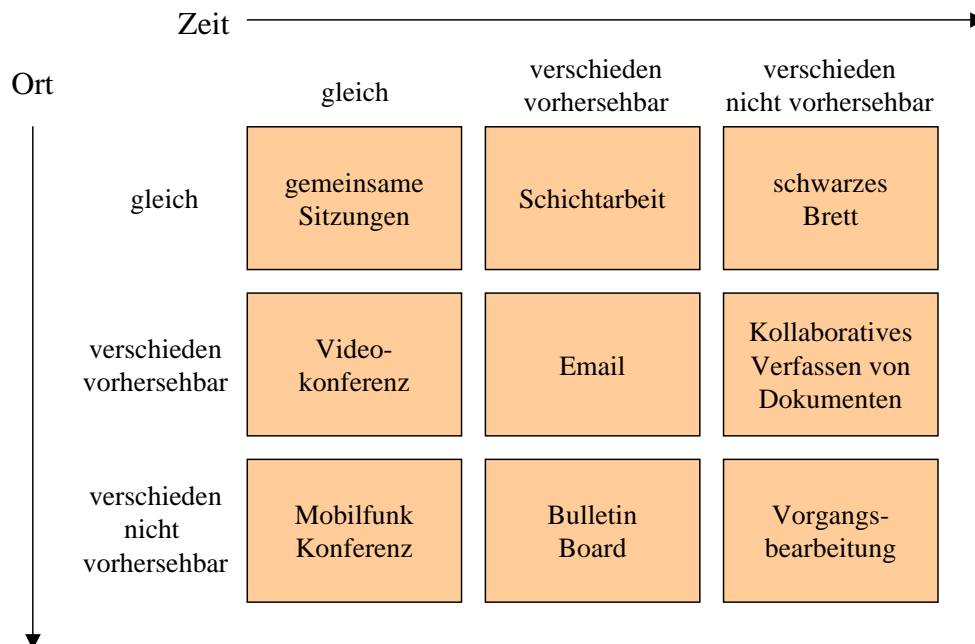 Zeit
Ort
gleich
verschieden
vorhersehbar
verschieden
nicht vorhersehbar
gleich
gemeinsame
Sitzungen
Schichtarbeit
schwarzes
Brett
verschieden
vorhersehbar
Video-
konferenz
Email
Kollaboratives
Verfassen von
Dokumenten
verschieden
nicht
vorhersehbar
Mobilfunk
Konferenz
Bulletin
Board
Vorgangs-
bearbeitung